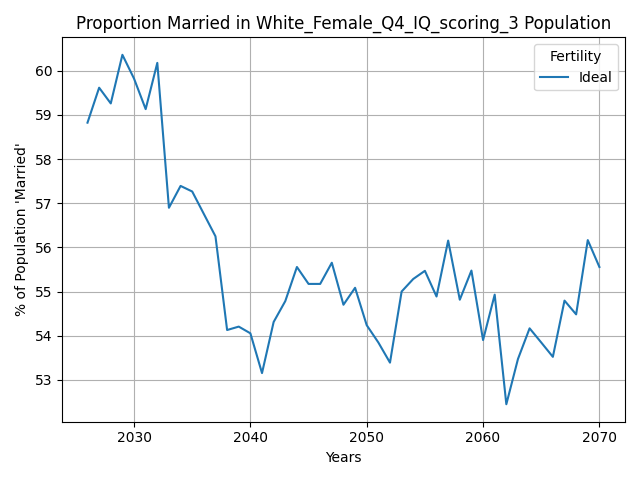 Proportion Married in White_Female_Q4_IQ_scoring_3 Population
% of Population 'Married'
60
59
58
57
56
55
54
53
Fertility
Ideal
2030 2040 2050 2060 2070
Years